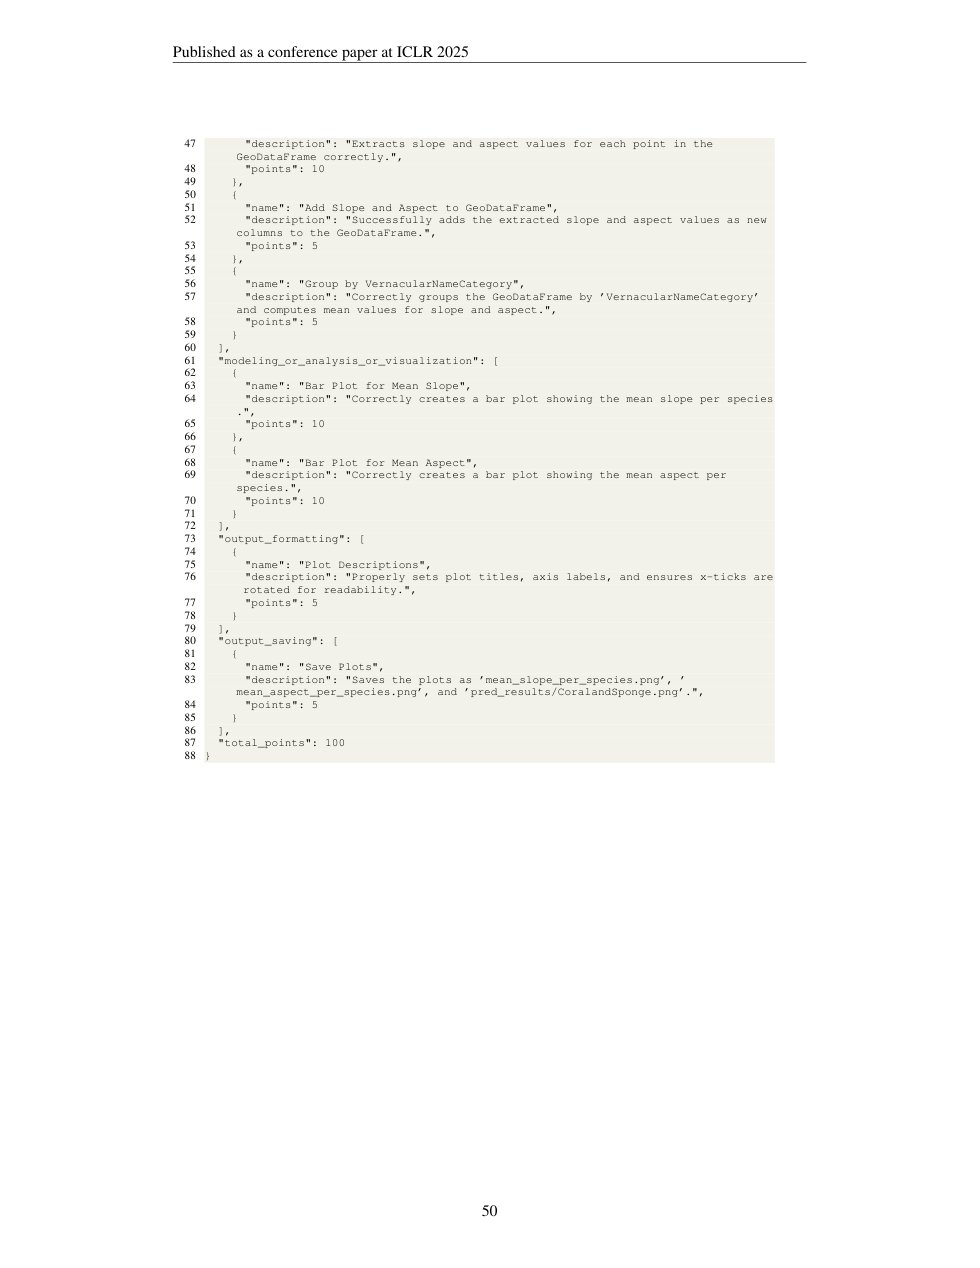 Published as a conference paper at ICLR 2025
47 "description": "Extracts slope and aspect values for each point in the
GeoDataFrame correctly.",
48 "points": 10
49 },
50 {
51 "name": "Add Slope and Aspect to GeoDataFrame",
52 "description": "Successfully adds the extracted slope and aspect values as new
columns to the GeoDataFrame.",
53 "points": 5
54 },
55 {
56 "name": "Group by VernacularNameCategory",
57 "description": "Correctly groups the GeoDataFrame by ’VernacularNameCategory’
and computes mean values for slope and aspect.",
58 "points": 5
59 }
60 ],
61 "modeling_or_analysis_or_visualization": [
62 {
63 "name": "Bar Plot for Mean Slope",
64 "description": "Correctly creates a bar plot showing the mean slope per species
.",
65 "points": 10
66 },
67 {
68 "name": "Bar Plot for Mean Aspect",
69 "description": "Correctly creates a bar plot showing the mean aspect per
species.",
70 "points": 10
71 }
72 ],
73 "output_formatting": [
74 {
75 "name": "Plot Descriptions",
76 "description": "Properly sets plot titles, axis labels, and ensures x-ticks are
rotated for readability.",
77 "points": 5
78 }
79 ],
80 "output_saving": [
81 {
82 "name": "Save Plots",
83 "description": "Saves the plots as ’mean_slope_per_species.png’, ’
mean_aspect_per_species.png’, and ’pred_results/CoralandSponge.png’.",
84 "points": 5
85 }
86 ],
87 "total_points": 100
88 }
50